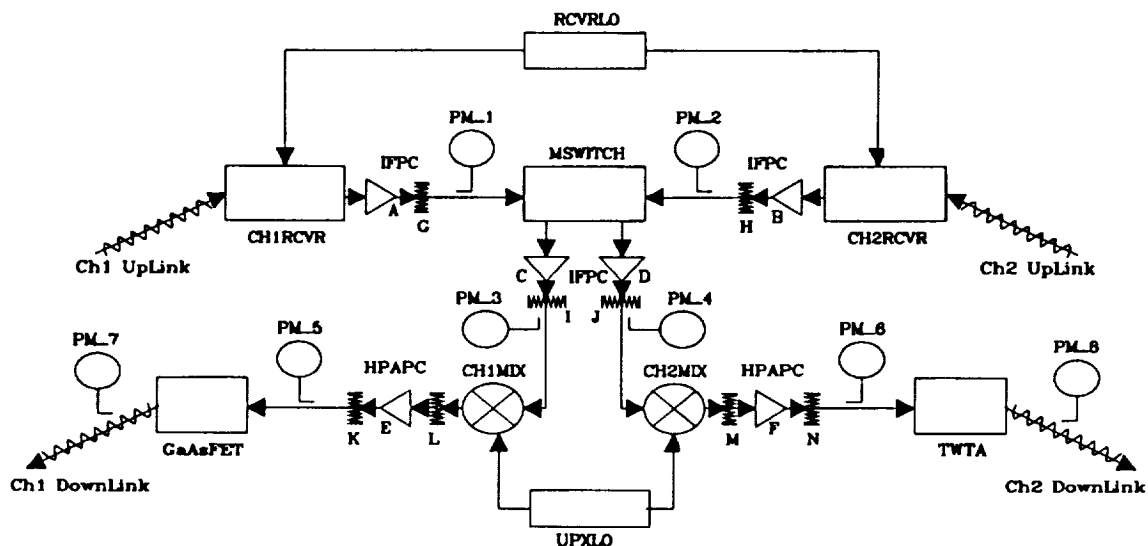 RCVRLO
PM_1
PM_2
IFPC
MSWITCH
IFPC
A
G
H
B
CH1RCVR
CH2RCVR
Ch1 UpLink
Ch2 UpLink
C
IFPC
D
PM_3
I
J
PM_4
PM_7
PM_5
HPAPC
CH1MIX
CH2MIX
HPAPC
PM_6
PM_8
K
E
L
M
F
N
GaAsFET
TWTA
Ch1 DownLink
Ch2 DownLink
UPXLO